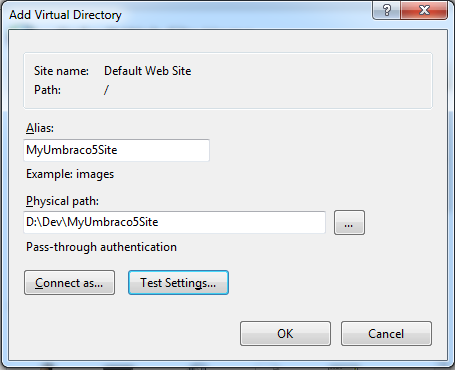 Add Virtual Directory
Site name: Default Web Site
Path: /
Alias:
MyUmbraco5Site
Example: images
Physical path:
D:\Dev\MyUmbraco5Site ...
Pass-through authentication
Connect as... Test Settings...
OK Cancel